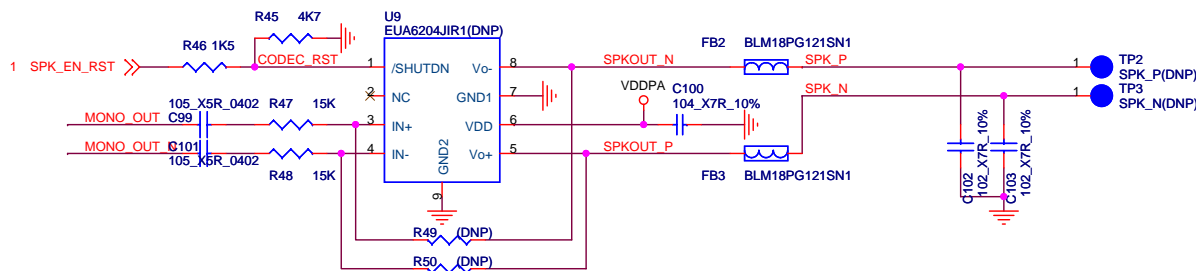 R45 4K7
U9
EUA6204JIR1(DNP)
R46 1K5
1 SPK_EN_RST
CODEC_RST
1 /SHUTDN
Vo- 8
SPKOUT_N
FB2 BLM18PG121SN1
SPK_P
1 TP2
SPK_P(DNP)
2 NC
GND1 7
VDDPA
C100
104_X7R_10%
SPK_N
1 TP3
SPK_N(DNP)
105_X5R_0402
C99
R47 15K
MONO_OUT
3 IN+
VDD 6
MONO_OUT_N
C101
105_X5R_0402
R48 15K
4 IN-
GND2
9
Vo+ 5
SPKOUT_P
FB3 BLM18PG121SN1
C102
102_X7R_10%
C103
102_X7R_10%
R49 (DNP)
R50 (DNP)